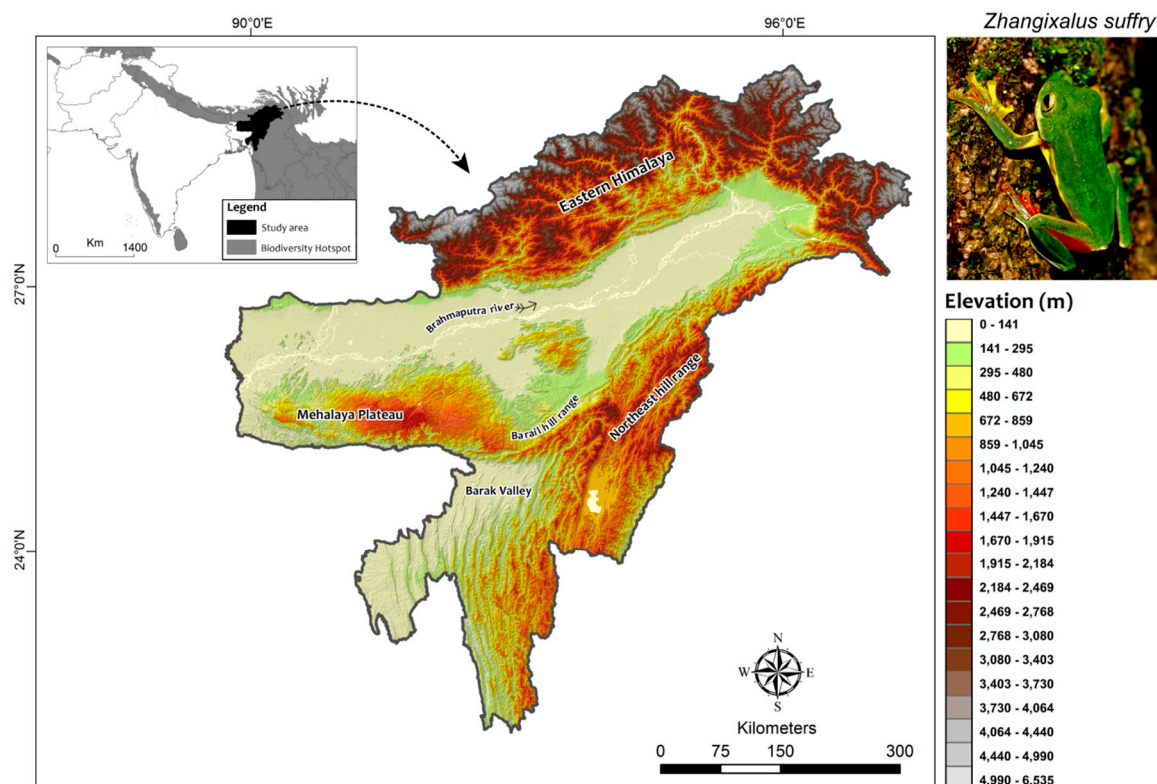 90°0'E
96°0'E
Zhangixalus suffry
Legend
Study area
Biodiversity Hotspot
Km
0 1400
27°0'N
24°0'N
Eastern Himalaya
Brahmaputra river
Mehalaya Plateau
Barail hill range
Northeast hill range
Barak Valley
N
W E
S
Kilometers
0 75 150 300
Elevation (m)
0 - 141
141 - 295
295 - 480
480 - 672
672 - 859
859 - 1,045
1,045 - 1,240
1,240 - 1,447
1,447 - 1,670
1,670 - 1,915
1,915 - 2,184
2,184 - 2,469
2,469 - 2,768
2,768 - 3,080
3,080 - 3,403
3,403 - 3,730
3,730 - 4,064
4,064 - 4,440
4,440 - 4,990
4,990 - 6,535